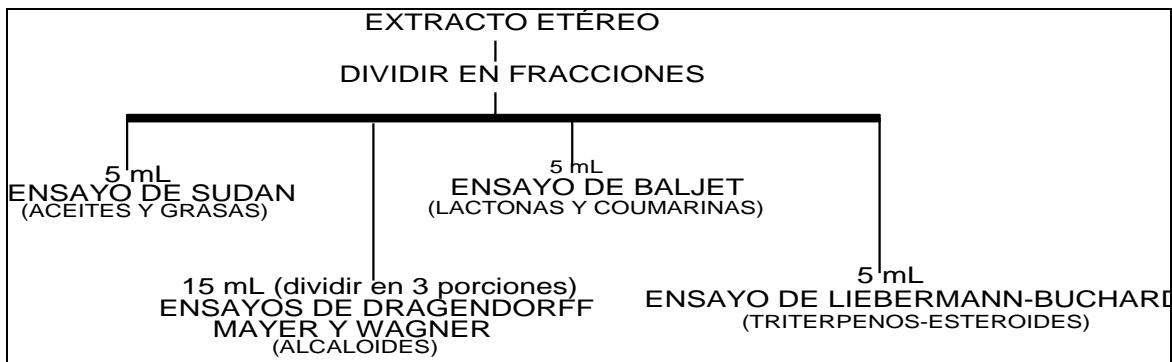 EXTRACTO ETÉREO
DIVIDIR EN FRACCIONES
5 mL
ENSAYO DE SUDAN
(ACEITES Y GRASAS)
5 mL
ENSAYO DE BALJET
(LACTONAS Y COUMARINAS)
15 mL (dividir en 3 porciones)
ENSAYOS DE DRAGENDORFF
MAYER Y WAGNER
(ALCALOIDES)
5 mL
ENSAYO DE LIEBERMANN-BUCHARD
(TRITERPENOS-ESTEROIDES)